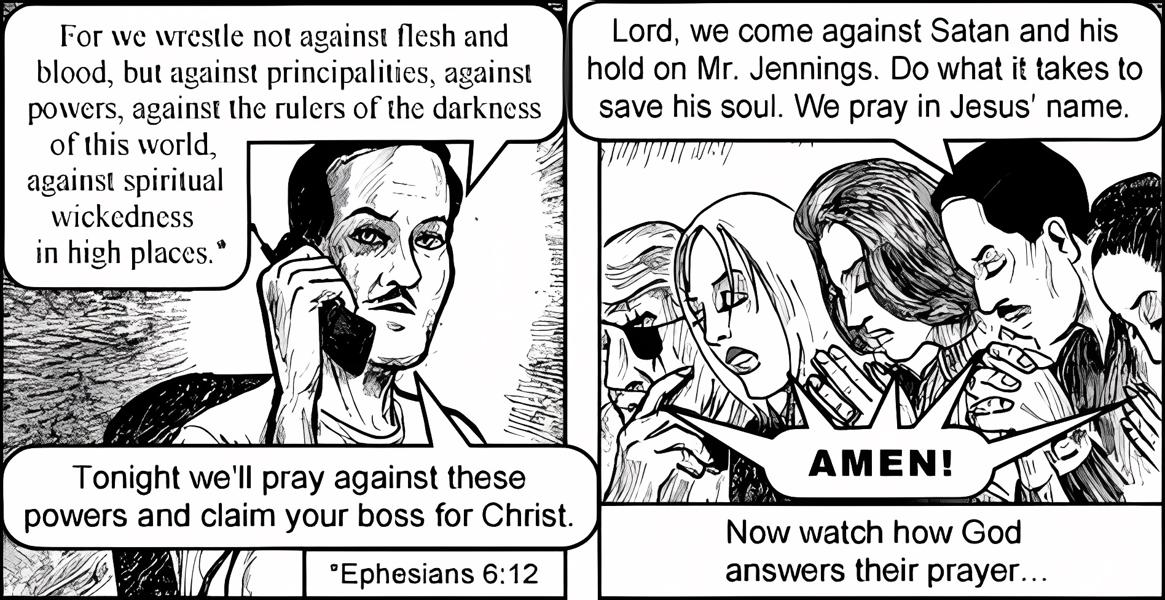 For we wrestle not against flesh and
blood, but against principalities, against
powers, against the rulers of the darkness
of this world,
against spiritual
wickedness
in high places.*
Tonight we'll pray against these
powers and claim your boss for Christ.
*Ephesians 6:12
Lord, we come against Satan and his
hold on Mr. Jennings. Do what it takes to
save his soul. We pray in Jesus' name.
AMEN!
Now watch how God
answers their prayer...